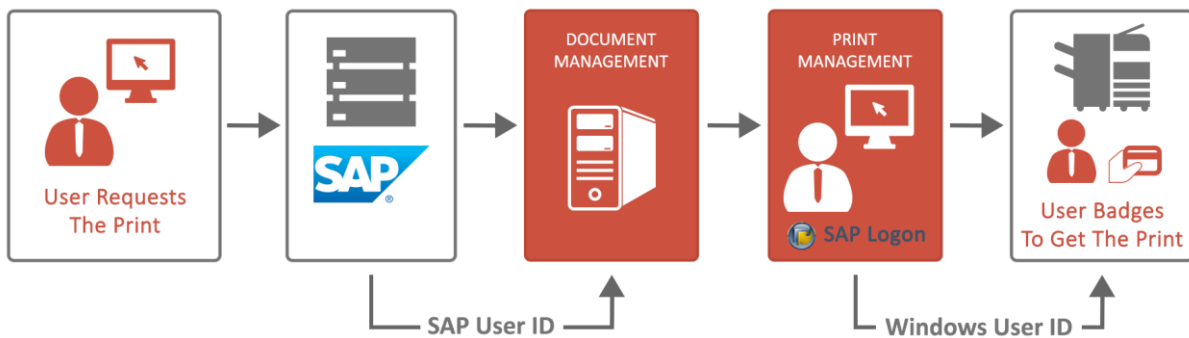 User Requests
The Print
SAP
®
DOCUMENT
MANAGEMENT
PRINT
MANAGEMENT
SAP Logon
User Badges
To Get The Print
SAP User ID
Windows User ID